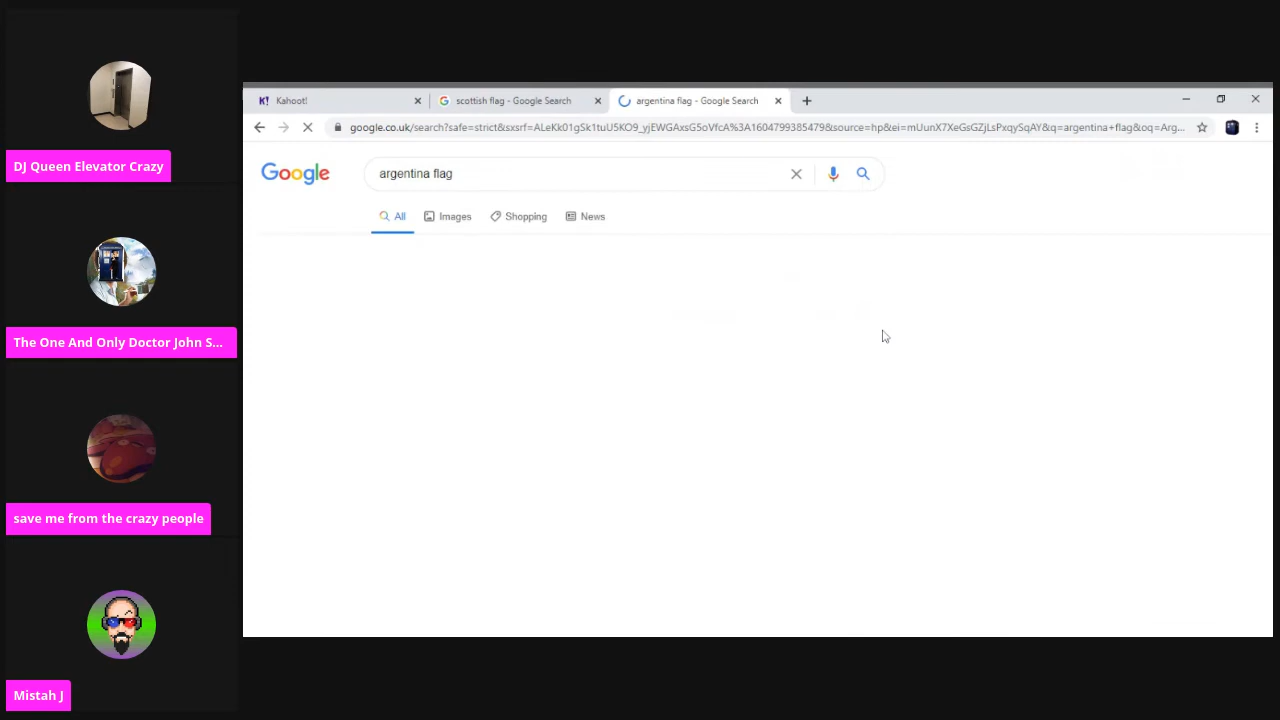 DJ Queen Elevator Crazy
The One And Only Doctor John S...
save me from the crazy people
Mistah J
K! Kahoot!
scottish flag - Google Search
argentina flag - Google Search
google.co.uk/search?safe=strict&sxsrf=ALeKk01gSk1tuU5KO9_yjEWGAxsG5oVfcA%3A1604799385479&source=hp&ei=mUunX7XeGsGZjLsPxqySqAY&q=argentina+flag&oq=Arg...
Google
argentina flag
All Images Shopping News